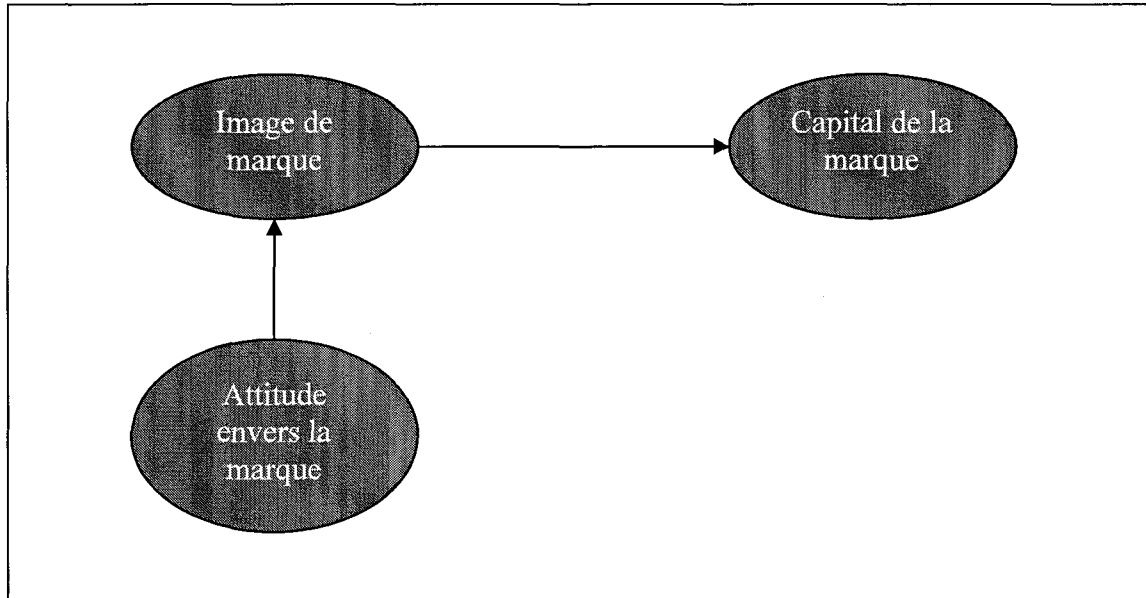 Image de
marque
Capital de la
marque
Attitude
envers la
marque